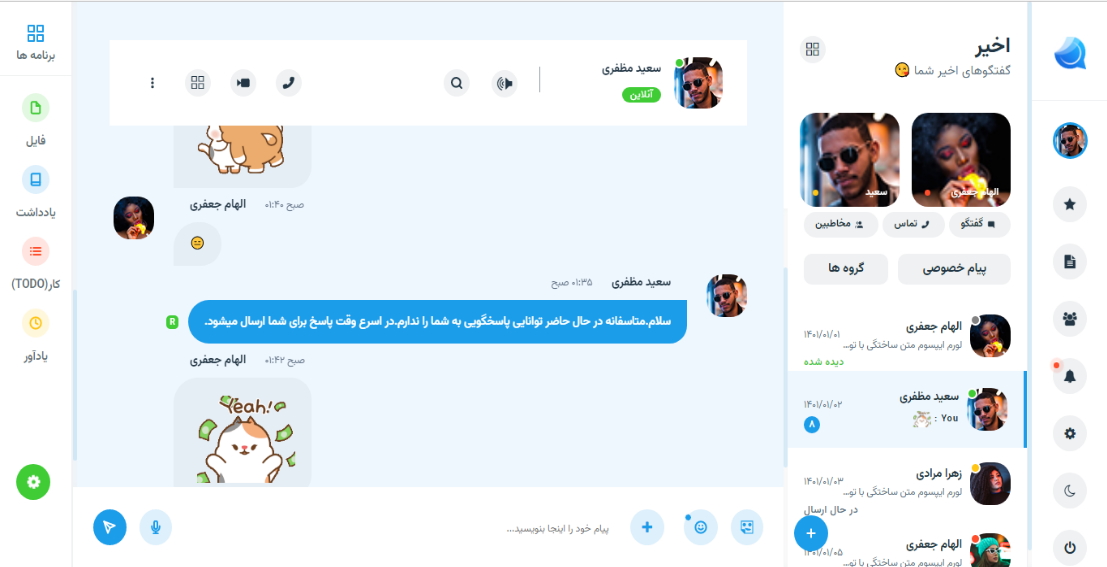 اخیر
گفتگوهای اخیر شما
الهام جعفری
سعید
گفتگو
تماس
مخاطبین
پیام خصوصی
گروه ها
الهام جعفری
۱۴۰۱/۰۱/۰۱
لورم ایپسوم متن ساختگی با تو...
دیده شده
سعید مظفری
۱۴۰۱/۰۱/۰۲
You :
۸
زهرا مرادی
۱۴۰۱/۰۱/۰۳
لورم ایپسوم متن ساختگی با تو...
در حال ارسال
الهام جعفری
۱۴۰۱/۰۱/۰۵
لورم ایپسوم متن ساختگی با تو...
سعید مظفری
آنلاین
الهام جعفری ۰۱:۴۰ صبح
سعید مظفری ۰۱:۳۵ صبح
سلام.متاسفانه در حال حاضر توانایی پاسخگویی به شما را ندارم.در اسرع وقت پاسخ برای شما ارسال میشود.
R
الهام جعفری ۰۱:۴۲ صبح
Yeah!
پیام خود را اینجا بنویسید...
برنامه ها
فایل
یادداشت
کار(TODO)
یادآور